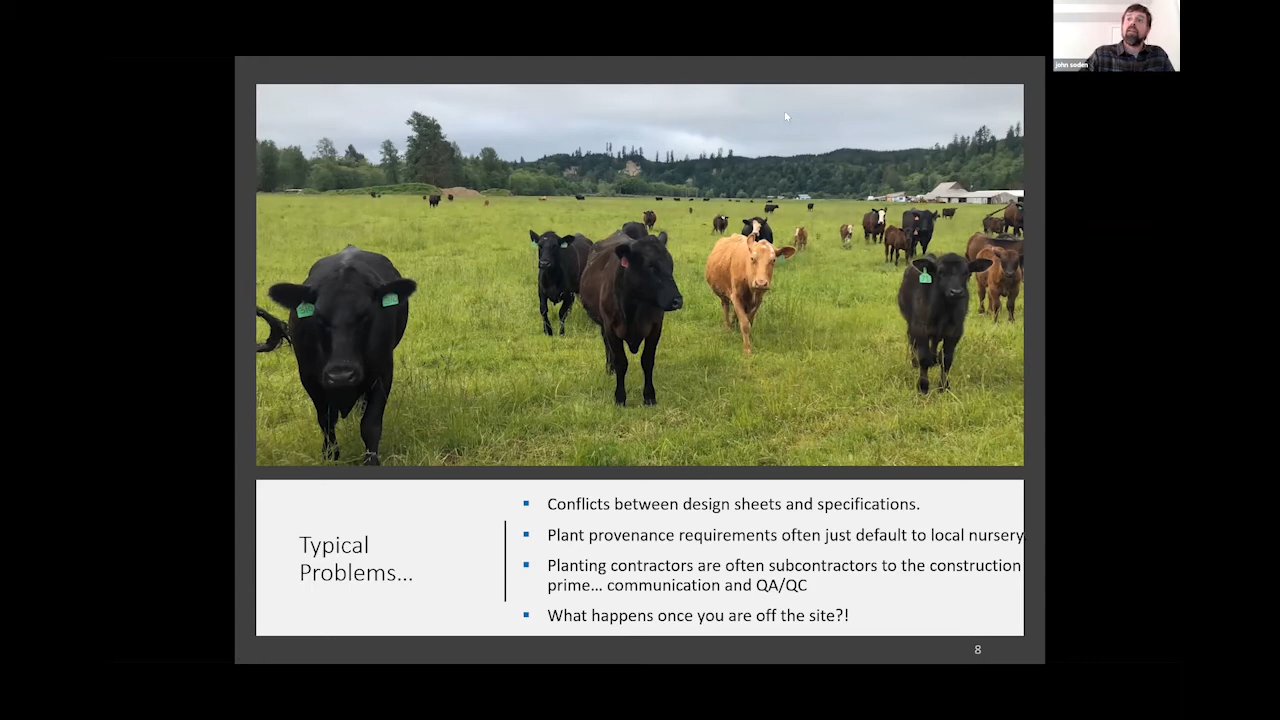 john soden
Typical
Problems...
▪ Conflicts between design sheets and specifications.
▪ Plant provenance requirements often just default to local nursery.
▪ Planting contractors are often subcontractors to the construction
prime... communication and QA/QC
▪ What happens once you are off the site?!
8